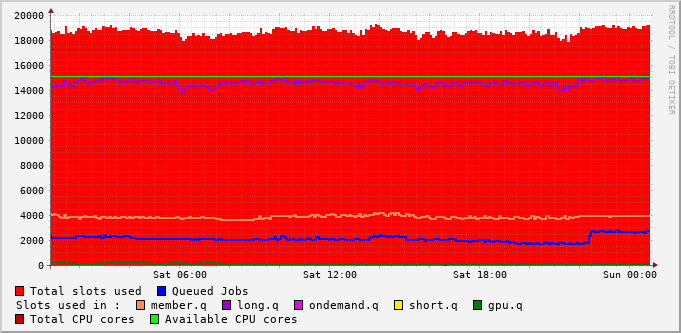 20000
18000
16000
14000
12000
10000
8000
6000
4000
2000
0
Sat 06:00 Sat 12:00 Sat 18:00 Sun 00:00
RRDTOOL / TOBI OETIKER
Total slots used Queued Jobs
Slots used in : member.q long.q ondemand.q short.q gpu.q
Total CPU cores Available CPU cores